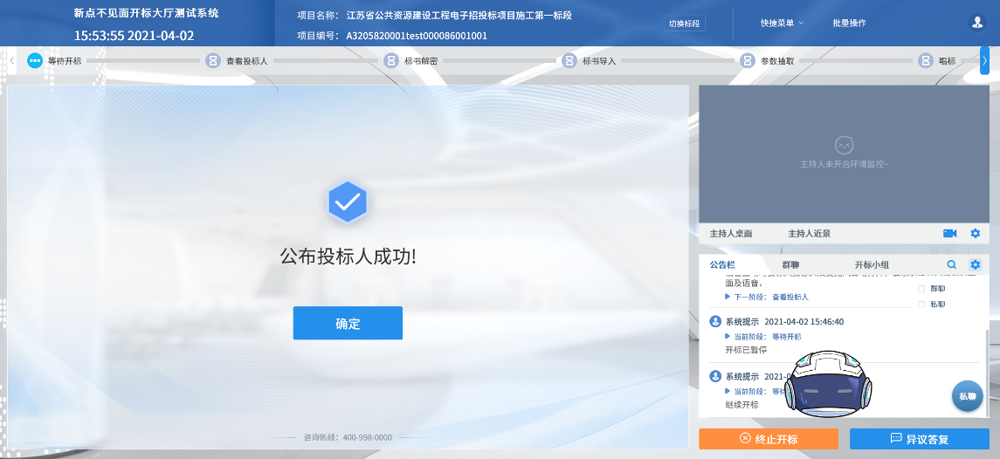 新点不见面开标大厅测试系统
15:53:55 2021-04-02
项目名称： 江苏省公共资源建设工程电子招投标项目施工第一标段
项目编号： A3205820001test000086001001
切换标段
快捷菜单
批量操作
等待开标
查看投标人
标书解密
标书导入
参数抽取
唱标
公布投标人成功!
确定
咨询热线：400-998-0000
主持人未开启环境监控~
主持人桌面
主持人近景
公告栏
群聊
开标小组
面及语音。
群聊
下一阶段： 查看投标人
私聊
系统提示 2021-04-02 15:46:40
当前阶段： 等待开标
开标已暂停
系统提示 2021-0
当前阶段： 等待
继续开标
私聊
终止开标
异议答复